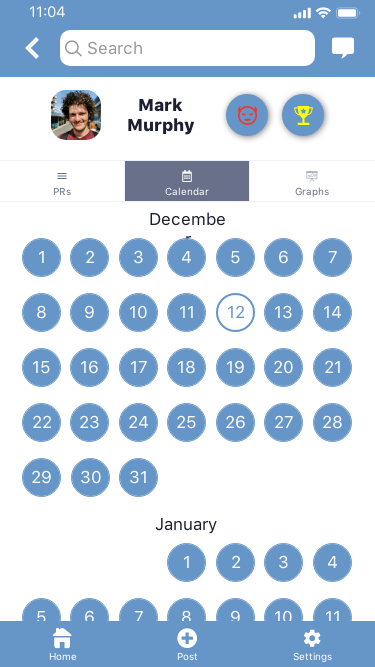 11:04
Search
Mark
Murphy
PRs
Calendar
Graphs
Decembe
r
1 2 3 4 5 6 7
8 9 10 11 12 13 14
15 16 17 18 19 20 21
22 23 24 25 26 27 28
29 30 31
January
1 2 3 4
5 6 7 8 9 10 11
Home
Post
Settings